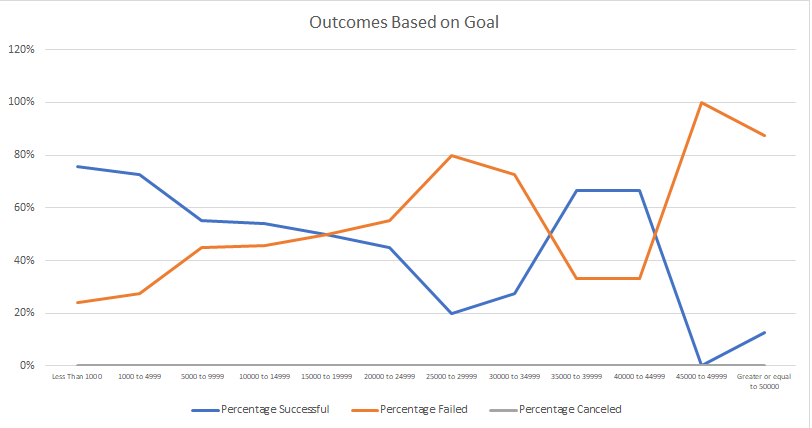 Outcomes Based on Goal
120%
100%
80%
60%
40%
20%
0%
Less Than 1000
1000 to 4999
5000 to 9999
10000 to 14999
15000 to 19999
20000 to 24999
25000 to 29999
30000 to 34999
35000 to 39999
40000 to 44999
45000 to 49999
Greater or equal
to 50000
Percentage Successful
Percentage Failed
Percentage Canceled